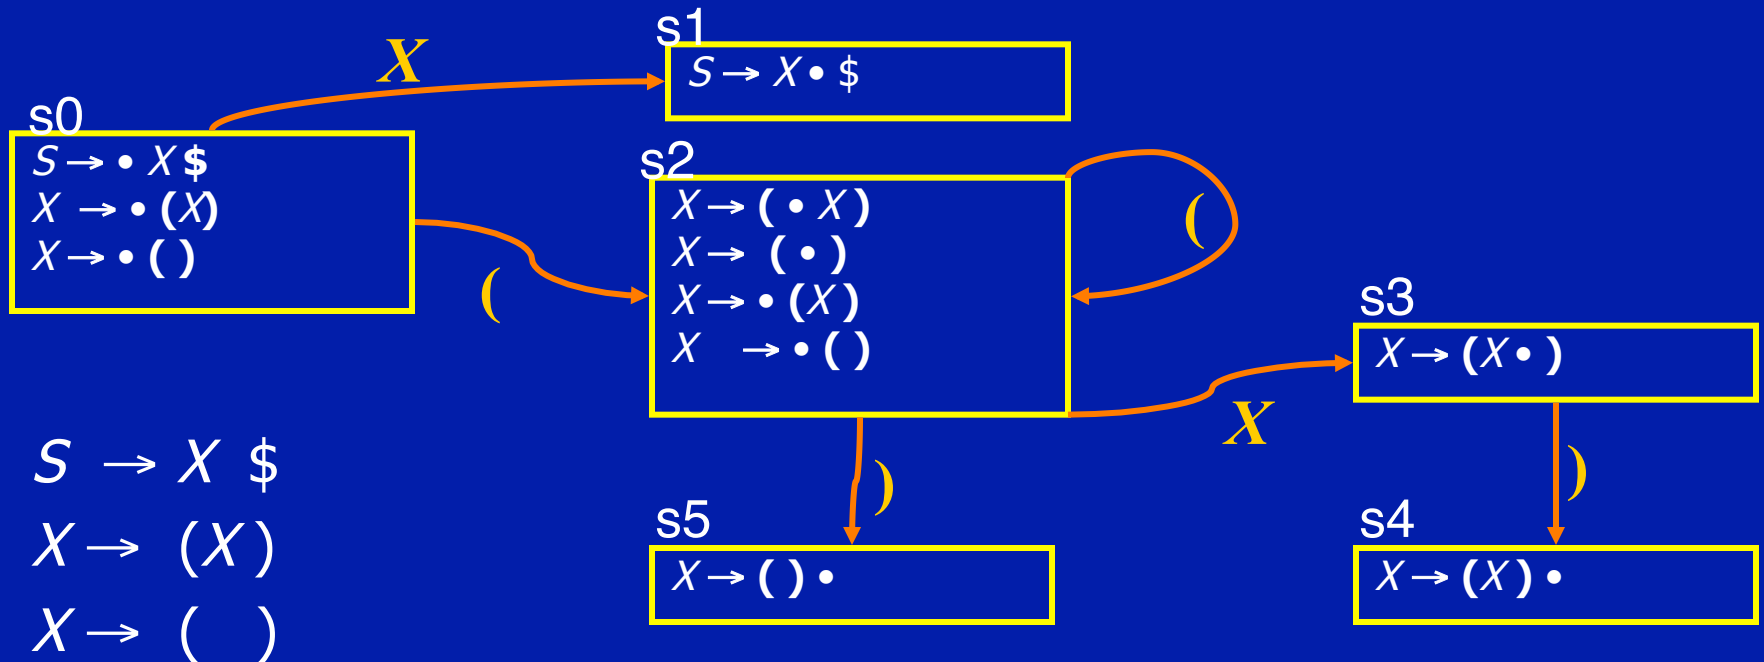 s0
S → • X $
X → • (X)
X → • ( )
X
(
s1
S → X • $
s2
X → ( • X )
X → ( • )
X → • (X )
X → • ( )
(
X
)
s3
X → (X • )
)
s5
X → ( ) •
s4
X → (X ) •
S → X $
X → (X )
X → ( )